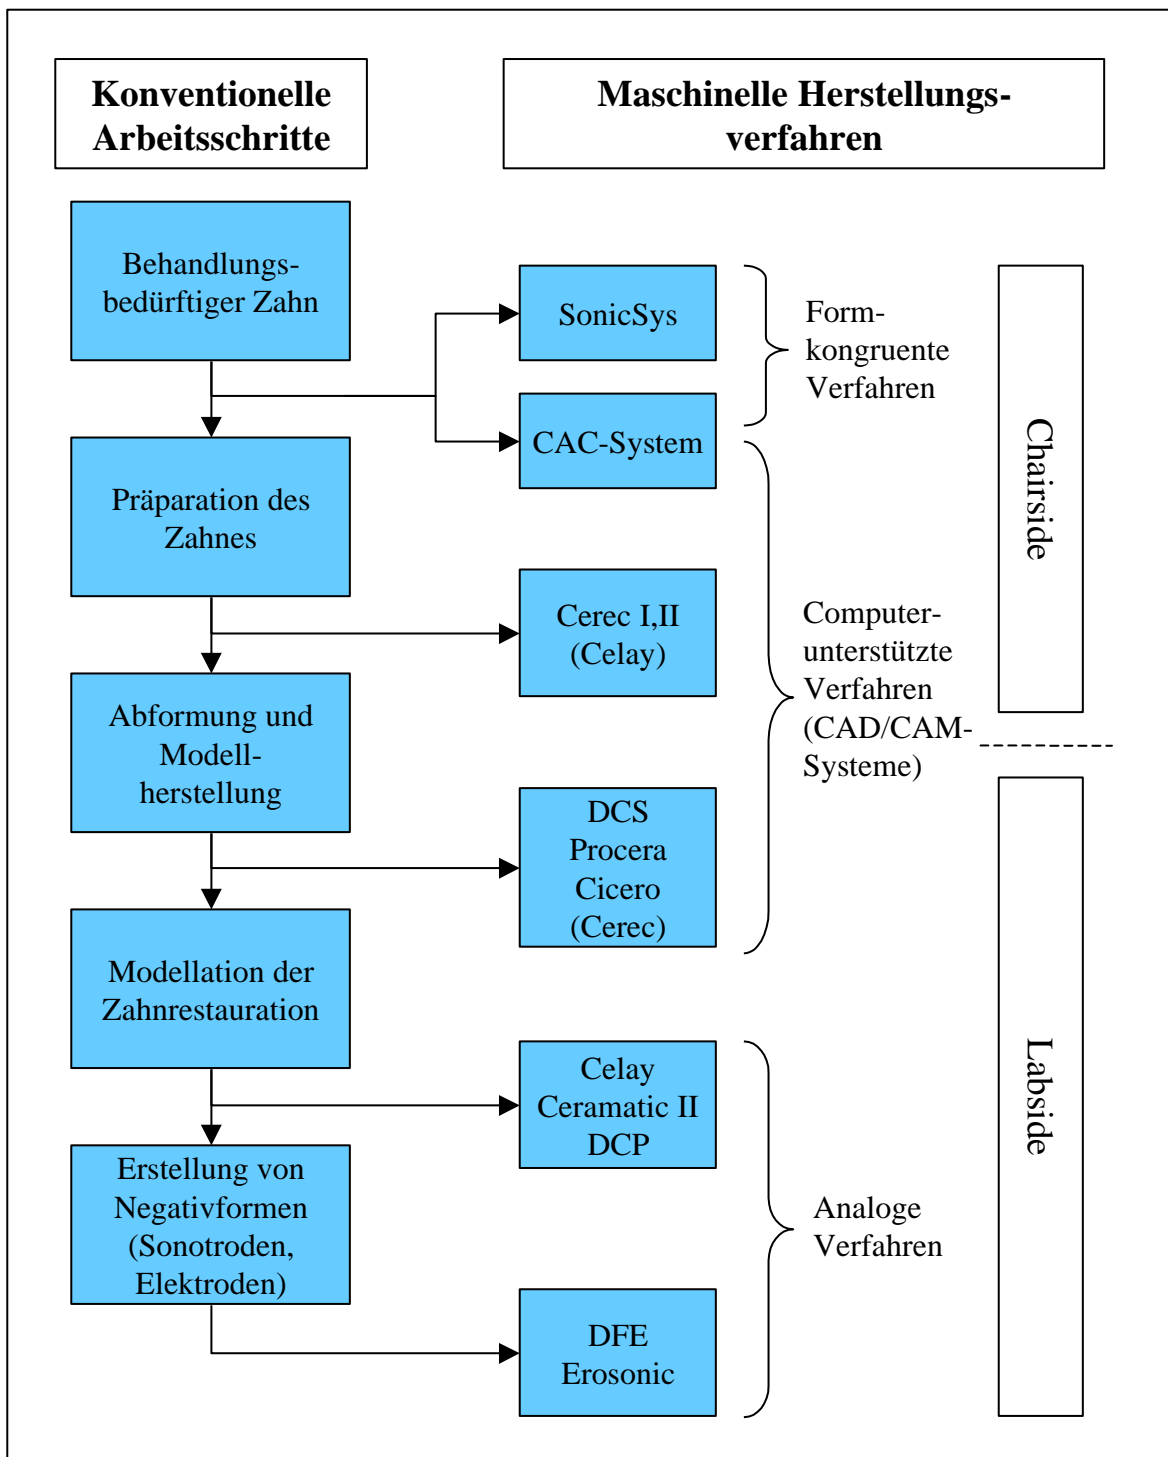 Konventionelle
Arbeitsschritte
Maschinelle Herstellungs-
verfahren
Behandlungs-
bedürftiger Zahn
Präparation des
Zahnes
Abformung und
Modell-
herstellung
Modellation der
Zahnrestauration
Erstellung von
Negativformen
(Sonotroden,
Elektroden)
SonicSys
CAC-System
Cerec I,II
(Celay)
DCS
Procera
Cicero
(Cerec)
Celay
Ceramatic II
DCP
DFE
Erosonic
Form-
kongruente
Verfahren
Computer-
unterstützte
Verfahren
(CAD/CAM-
Systeme)
Analoge
Verfahren
Chairside
Labside